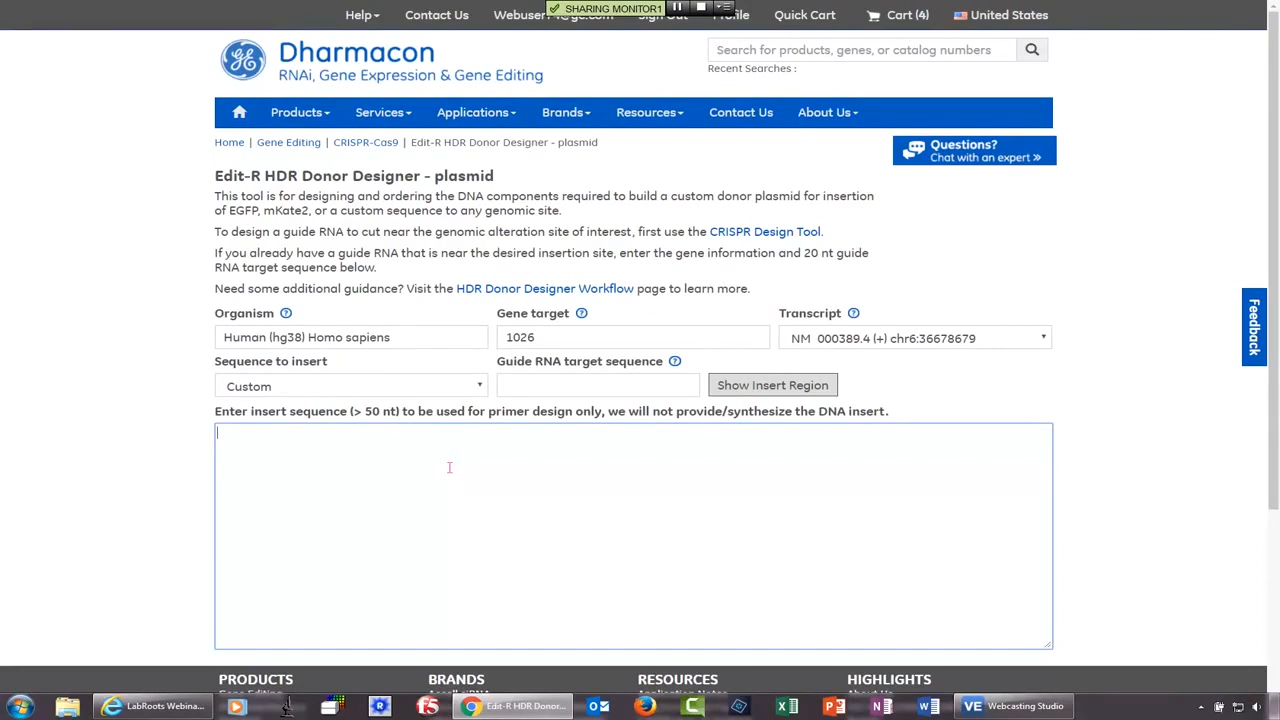 SHARING MONITOR1
Help
Contact Us
Sign Out
Profile
Quick Cart
Cart (4)
United States
Dharmacon
RNAi, Gene Expression & Gene Editing
Search for products, genes, or catalog numbers
Recent Searches :
Products
Services
Applications
Brands
Resources
Contact Us
About Us
Home | Gene Editing | CRISPR-Cas9 | Edit-R HDR Donor Designer - plasmid
Questions?
Chat with an expert »
Edit-R HDR Donor Designer - plasmid
This tool is for designing and ordering the DNA components required to build a custom donor plasmid for insertion
of EGFP, mKate2, or a custom sequence to any genomic site.
To design a guide RNA to cut near the genomic alteration site of interest, first use the CRISPR Design Tool.
If you already have a guide RNA that is near the desired insertion site, enter the gene information and 20 nt guide
RNA target sequence below.
Need some additional guidance? Visit the HDR Donor Designer Workflow page to learn more.
Organism ?
Gene target ?
Transcript ?
Human (hg38) Homo sapiens
1026
NM_000389.4 (+) chr6:36678679
Sequence to insert
Guide RNA target sequence ?
Custom
Show Insert Region
Enter insert sequence (> 50 nt) to be used for primer design only, we will not provide/synthesize the DNA insert.
Feedback
PRODUCTS
BRANDS
RESOURCES
HIGHLIGHTS
Gene Editing
Application Notes
About Us
LabRoots Webina...
Edit-R HDR Donor...
VE Webcasting Studio